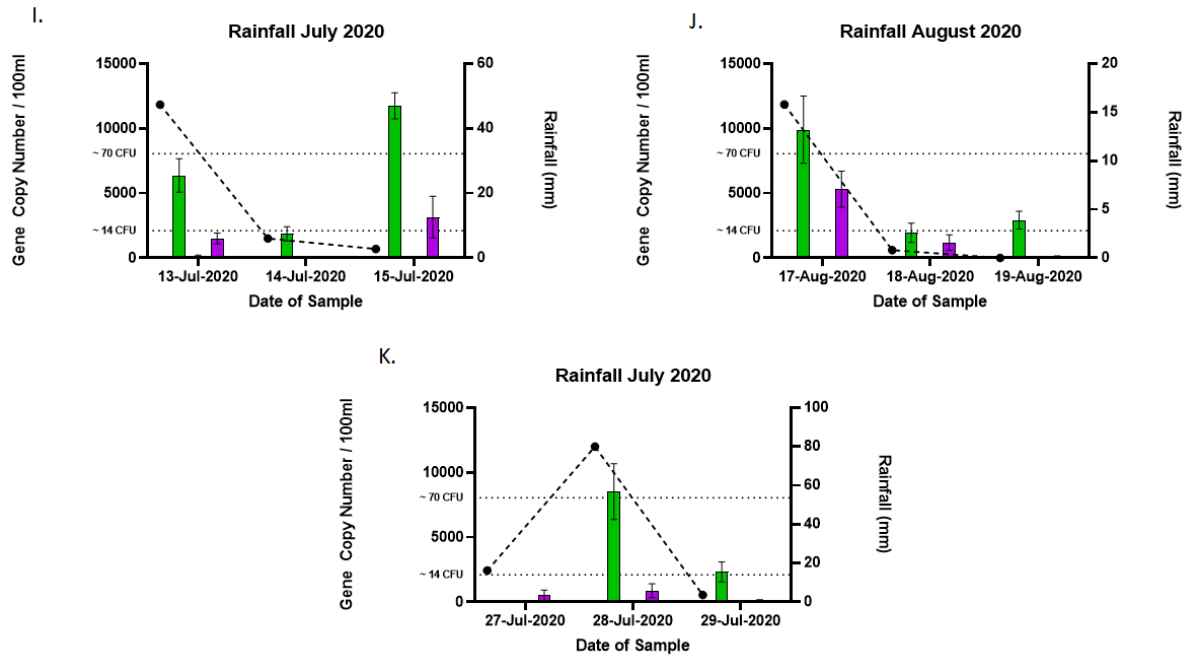 I.
Rainfall July 2020
Gene Copy Number / 100ml
15000
10000
5000
0
~ 70 CFU
~ 14 CFU
60
40
20
0
Rainfall (mm)
13-Jul-2020 14-Jul-2020 15-Jul-2020
Date of Sample
J.
Rainfall August 2020
Gene Copy Number / 100ml
15000
10000
5000
0
~ 70 CFU
~ 14 CFU
20
15
10
5
0
Rainfall (mm)
17-Aug-2020 18-Aug-2020 19-Aug-2020
Date of Sample
K.
Rainfall July 2020
Gene Copy Number / 100ml
15000
10000
5000
0
~ 70 CFU
~ 14 CFU
100
80
60
40
20
0
Rainfall (mm)
27-Jul-2020 28-Jul-2020 29-Jul-2020
Date of Sample